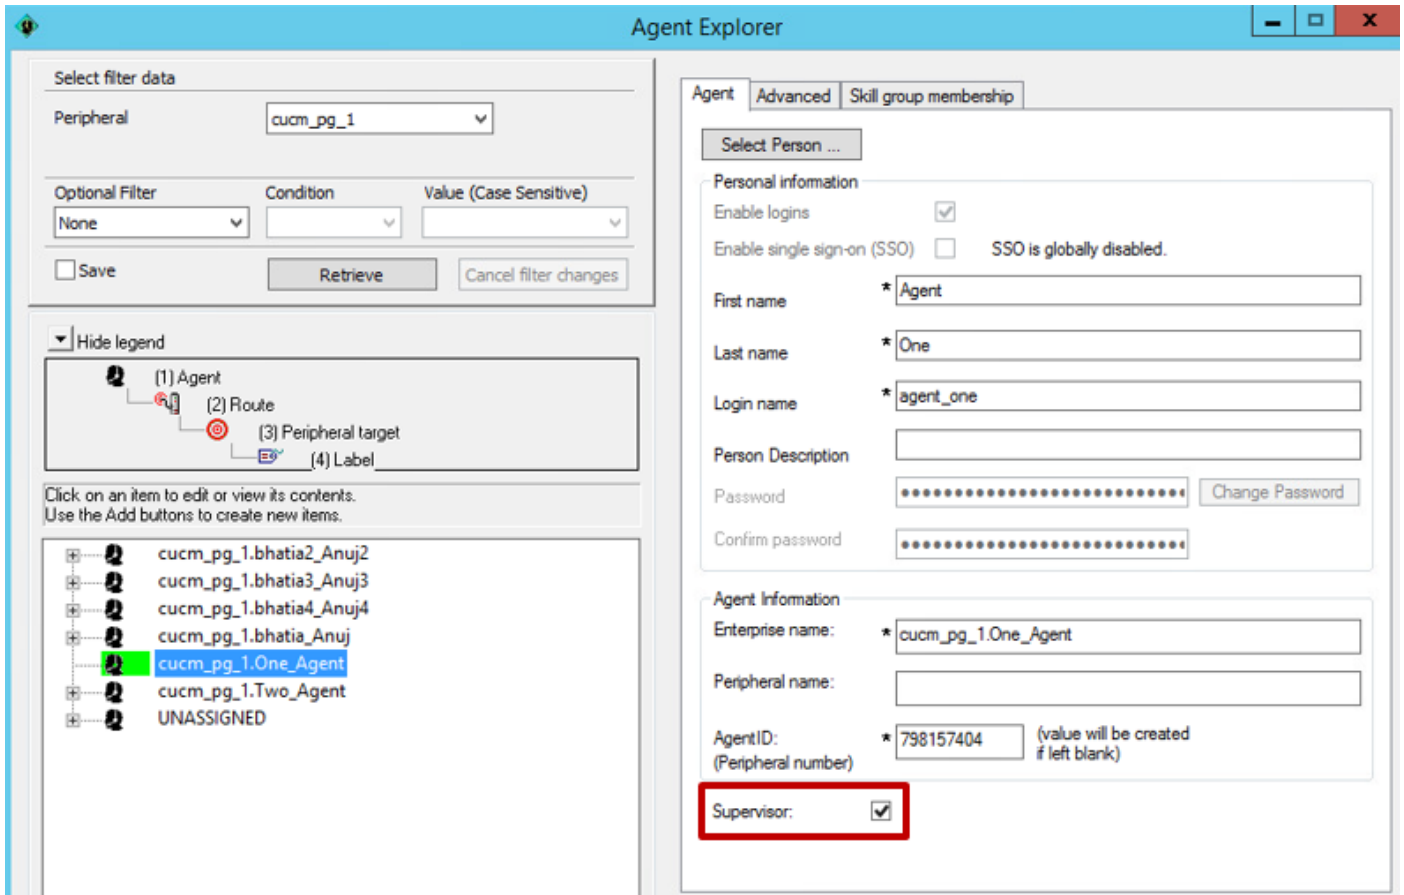 Agent Explorer
Select filter data
Peripheral
cucm_pg_1
Optional Filter
Condition
Value (Case Sensitive)
None
Save
Retrieve
Cancel filter changes
Hide legend
(1) Agent
(2) Route
(3) Peripheral target
(4) Label
Click on an item to edit or view its contents.
Use the Add buttons to create new items.
cucm_pg_1.bhatia2_Anuj2
cucm_pg_1.bhatia3_Anuj3
cucm_pg_1.bhatia4_Anuj4
cucm_pg_1.bhatia_Anuj
cucm_pg_1.One_Agent
cucm_pg_1.Two_Agent
UNASSIGNED
Agent
Advanced
Skill group membership
Select Person ...
Personal information
Enable logins
Enable single sign-on (SSO)
SSO is globally disabled.
First name
* Agent
Last name
* One
Login name
* agent_one
Person Description
Password
Change Password
Confirm password
Agent Information
Enterprise name:
* cucm_pg_1.One_Agent
Peripheral name:
AgentID:
(Peripheral number)
* 798157404
(value will be created
if left blank)
Supervisor: